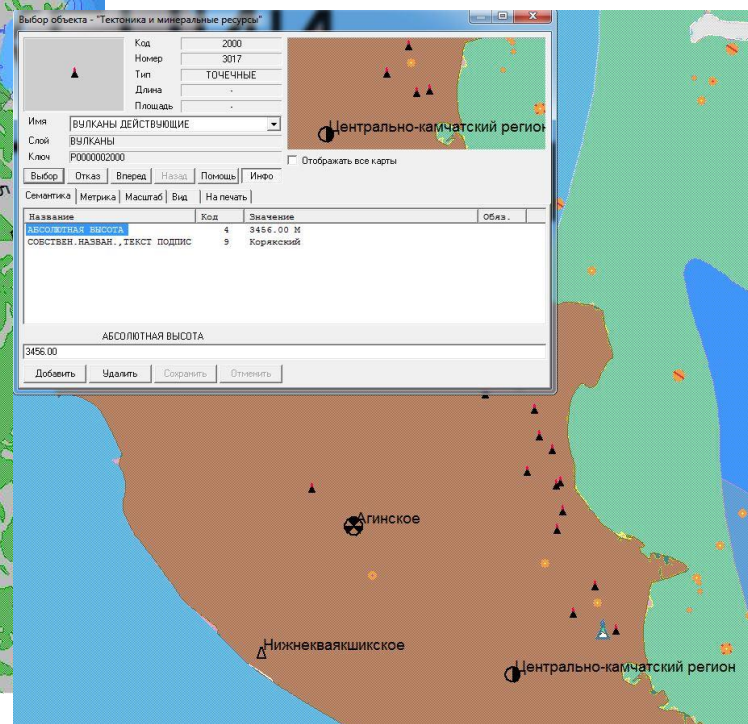 Выбор объекта - "Тектоника и минеральные ресурсы"
Код 2000
Номер 3017
Тип ТОЧЕЧНЫЕ
Длина -
Площадь -
Имя ВУЛКАНЫ ДЕЙСТВУЮЩИЕ
Слой ВУЛКАНЫ
Ключ P0000002000
Центрально-камчатский регион
Отображать все карты
Выбор Отказ Вперед Назад Помощь Инфо
Семантика Метрика Масштаб Вид На печать
Название Код Значение Обяз.
АБСОЛЮТНАЯ ВЫСОТА 4 3456.00 М
СОБСТВЕН.НАЗВАН.,ТЕКСТ ПОДПИС 9 Корякский
АБСОЛЮТНАЯ ВЫСОТА
3456.00
Добавить Удалить Сохранить Отменить
Агинское
Нижнекваякшикское
Центрально-камчатский регион